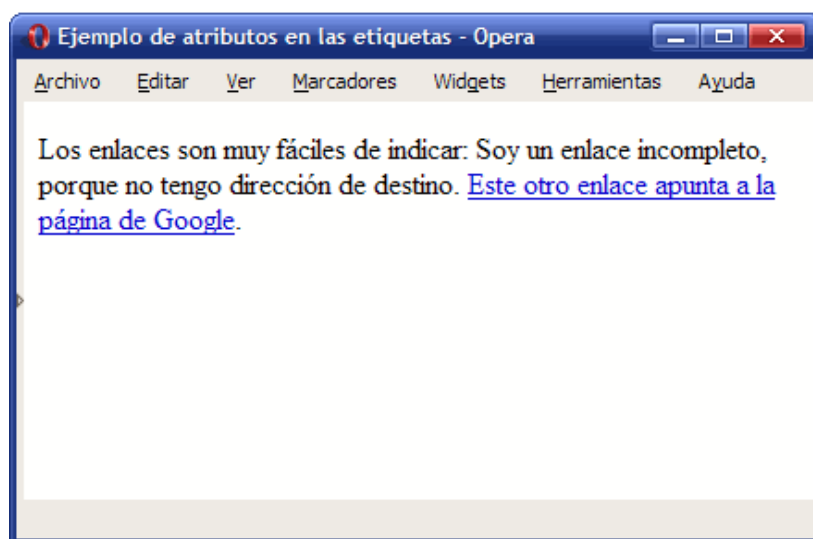 Ejemplo de atributos en las etiquetas - Opera
Archivo Editar Ver Marcadores Widgets Herramientas Ayuda
Los enlaces son muy fáciles de indicar: Soy un enlace incompleto,
porque no tengo dirección de destino. Este otro enlace apunta a la
página de Google.